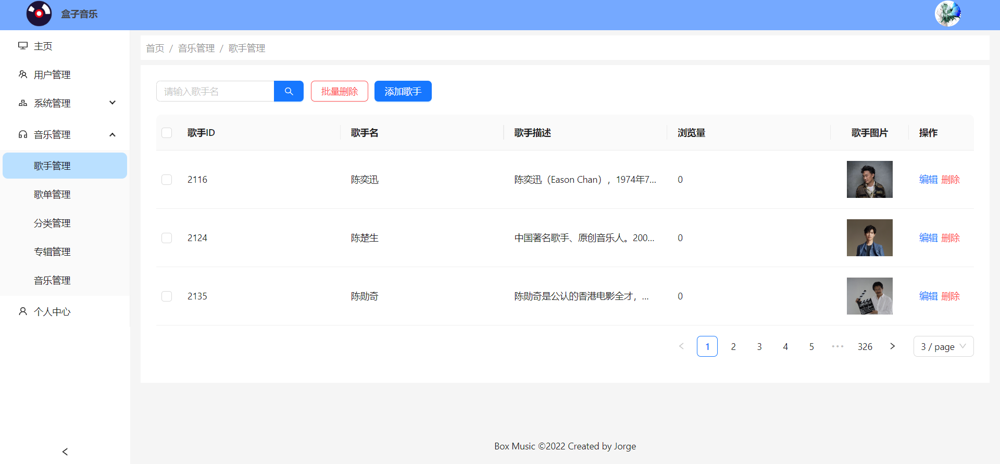 盒子音乐
主页
用户管理
系统管理
音乐管理
歌手管理
歌单管理
分类管理
专辑管理
音乐管理
个人中心
首页 / 音乐管理 / 歌手管理
请输入歌手名 批量删除 添加歌手
歌手ID 歌手名 歌手描述 浏览量 歌手图片 操作
2116 陈奕迅 陈奕迅（Eason Chan），1974年7... 0 编辑 删除
2124 陈楚生 中国著名歌手、原创音乐人。200... 0 编辑 删除
2135 陈勋奇 陈勋奇是公认的香港电影全才，... 0 编辑 删除
1 2 3 4 5 ••• 326 3 / page
Box Music ©2022 Created by Jorge